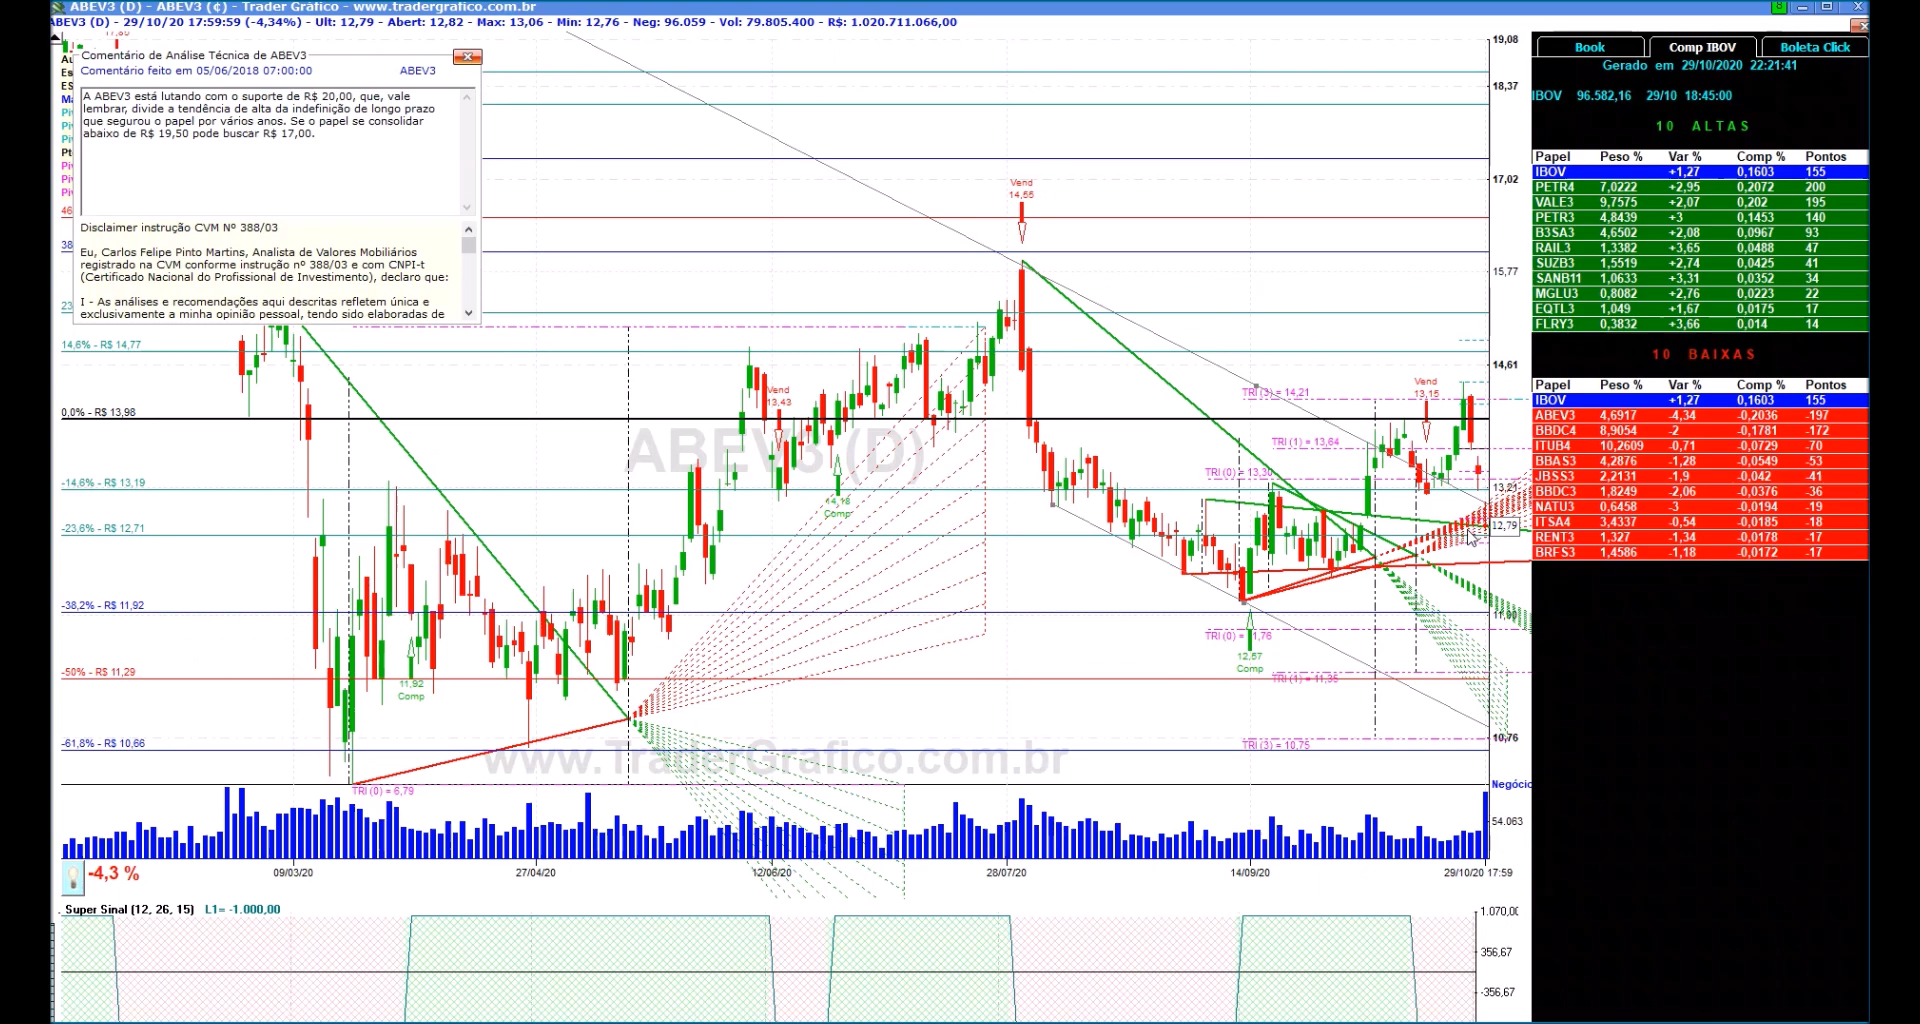 ABEV3 (D) - ABEV3 (¢) - Trader Gráfico - www.tradergrafico.com.br
ABEV3 (D) - 29/10/20 17:59:59 (-4,34%) - Ult: 12,79 - Abert: 12,82 - Max: 13,06 - Min: 12,76 - Neg: 96.059 - Vol: 79.805.400 - R$: 1.020.711.066,00
Comentário de Análise Técnica de ABEV3
Comentário feito em 05/06/2018 07:00:00 ABEV3
A ABEV3 está lutando com o suporte de R$ 20,00, que, vale
lembrar, divide a tendência de alta da indefinição de longo prazo
que segurou o papel por vários anos. Se o papel se consolidar
abaixo de R$ 19,50 pode buscar R$ 17,00.
Disclaimer instrução CVM Nº 388/03
Eu, Carlos Felipe Pinto Martins, Analista de Valores Mobiliários
registrado na CVM conforme instrução nº 388/03 e com CNPI-t
(Certificado Nacional do Profissional de Investimento), declaro que:
I - As análises e recomendações aqui descritas refletem única e
exclusivamente a minha opinião pessoal, tendo sido elaboradas de
46
38
23
14,6% - R$ 14,77
0,0% - R$ 13,98
-14,6% - R$ 13,19
-23,6% - R$ 12,71
-38,2% - R$ 11,92
-50% - R$ 11,29
-61,8% - R$ 10,66
ABEV3 (D)
www.TraderGrafico.com.br
Vend
14,55
Vend
13,43
14,18
Comp
11,92
Comp
12,57
Comp
Vend
13,15
TRI (3) = 14,21
TRI (1) = 13,64
TRI (0) = 13,30
TRI (0) = 11,76
TRI (1) = 11,35
TRI (3) = 10,75
TRI (0) = 6,79
19,08
18,37
17,02
15,77
14,61
13,21
12,79
10,76
Negócio
54.063
-4,3 %
09/03/20
27/04/20
12/06/20
28/07/20
14/09/20
29/10/20 17:59
Super Sinal (12, 26, 15) L1= -1.000,00
1.070,00
356,67
-356,67
Book
Comp IBOV
Boleta Click
Gerado em 29/10/2020 22:21:41
IBOV 96.582,16 29/10 18:45:00
10 ALTAS
Papel Peso % Var % Comp % Pontos
IBOV +1,27 0,1603 155
PETR4 7,0222 +2,95 0,2072 200
VALE3 9,7575 +2,07 0,202 195
PETR3 4,8439 +3 0,1453 140
B3SA3 4,6502 +2,08 0,0967 93
RAIL3 1,3382 +3,65 0,0488 47
SUZB3 1,5519 +2,74 0,0425 41
SANB11 1,0633 +3,31 0,0352 34
MGLU3 0,8082 +2,76 0,0223 22
EQTL3 1,049 +1,67 0,0175 17
FLRY3 0,3832 +3,66 0,014 14
10 BAIXAS
Papel Peso % Var % Comp % Pontos
IBOV +1,27 0,1603 155
ABEV3 4,6917 -4,34 -0,2036 -197
BBDC4 8,9054 -2 -0,1781 -172
ITUB4 10,2609 -0,71 -0,0729 -70
BBAS3 4,2876 -1,28 -0,0549 -53
JBSS3 2,2131 -1,9 -0,042 -41
BBDC3 1,8249 -2,06 -0,0376 -36
NATU3 0,6458 -3 -0,0194 -19
ITSA4 3,4337 -0,54 -0,0185 -18
RENT3 1,327 -1,34 -0,0178 -17
BRFS3 1,4586 -1,18 -0,0172 -17